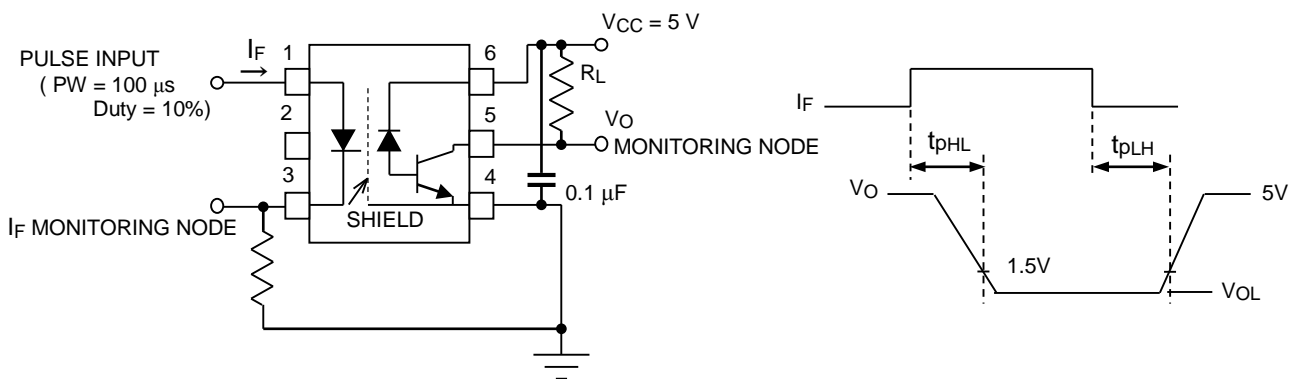 PULSE INPUT
( PW = 100 μs
Duty = 10%)
IF
1
2
3
6
5
4
SHIELD
VCC = 5 V
RL
VO
MONITORING NODE
0.1 μF
IF MONITORING NODE
IF
tpHL
tpLH
VO
5V
1.5V
VOL